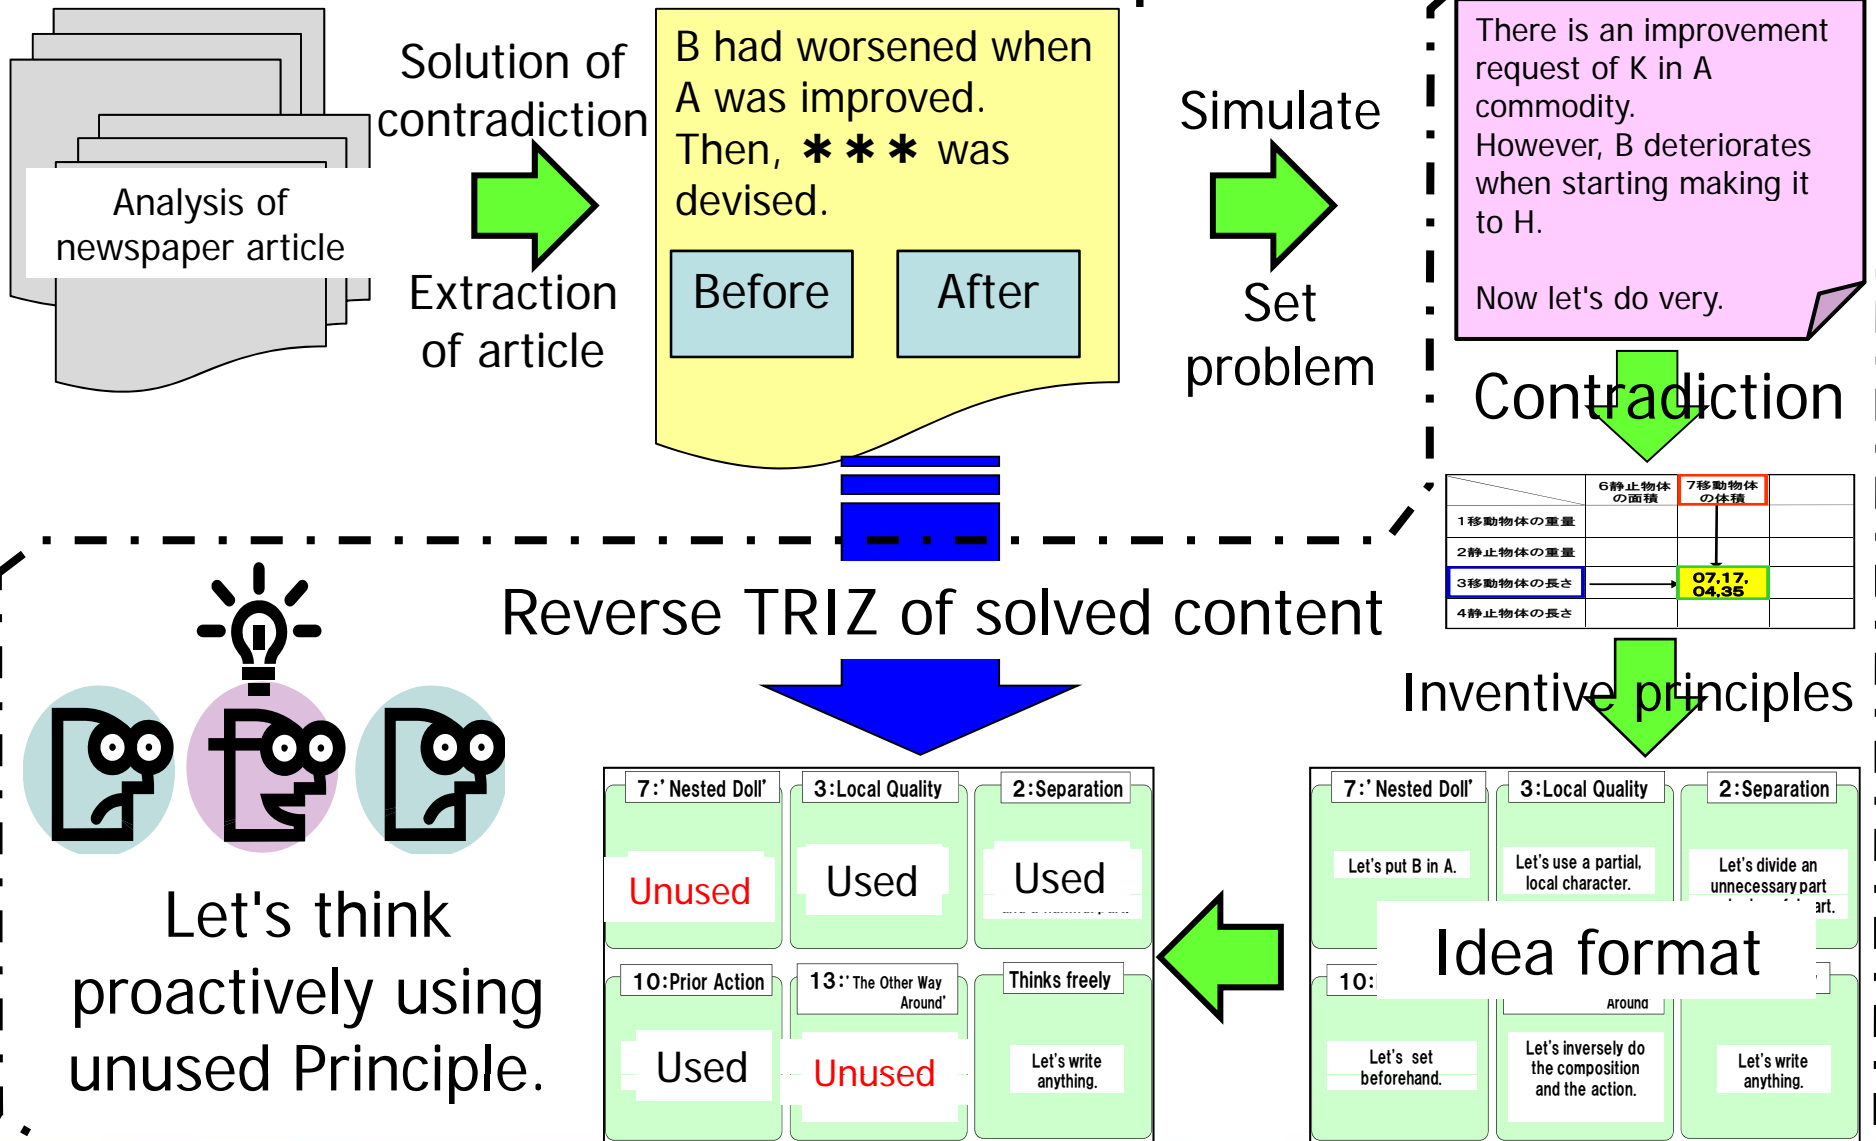 Analysis of
newspaper article
Solution of
contradiction
Extraction
of article
B had worsened when
A was improved.
Then, *** was
devised.
Before
After
Simulate
Set
problem
There is an improvement
request of K in A
commodity.
However, B deteriorates
when starting making it
to H.
Now let's do very.
Contradiction
6静止物体
の面積
7移動物体
の体積
1移動物体の重量
2静止物体の重量
3移動物体の長さ
07,17,
04,35
4静止物体の長さ
Inventive principles
Reverse TRIZ of solved content
Let's think
proactively using
unused Principle.
7:'Nested Doll'
Unused
3:Local Quality
Used
2:Separation
Used
10:Prior Action
Used
13:'The Other Way
Around'
Unused
Thinks freely
Let's write
anything.
7:'Nested Doll'
Let's put B in A.
3:Local Quality
Let's use a partial,
local character.
2:Separation
Let's divide an
unnecessary part
art.
Idea format
10:
Let's set
beforehand.
Around
Let's inversely do
the composition
and the action.
Let's write
anything.